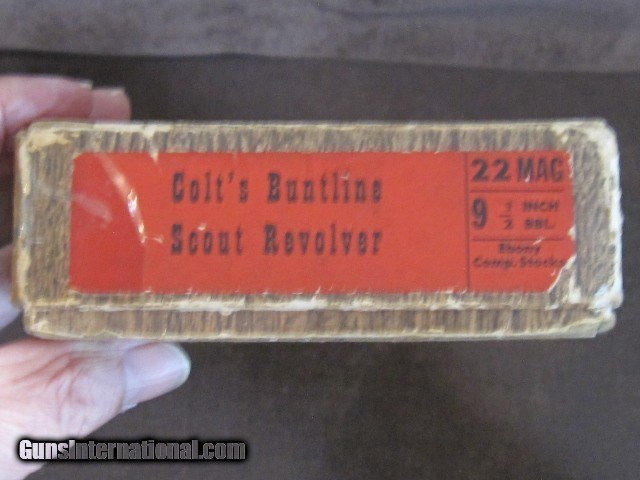 Colt's Buntline
Scout Revolver
22 MAG
9 1/2 INCH BBL.
Ebony
Comp. Stocks
GunsInternational.com